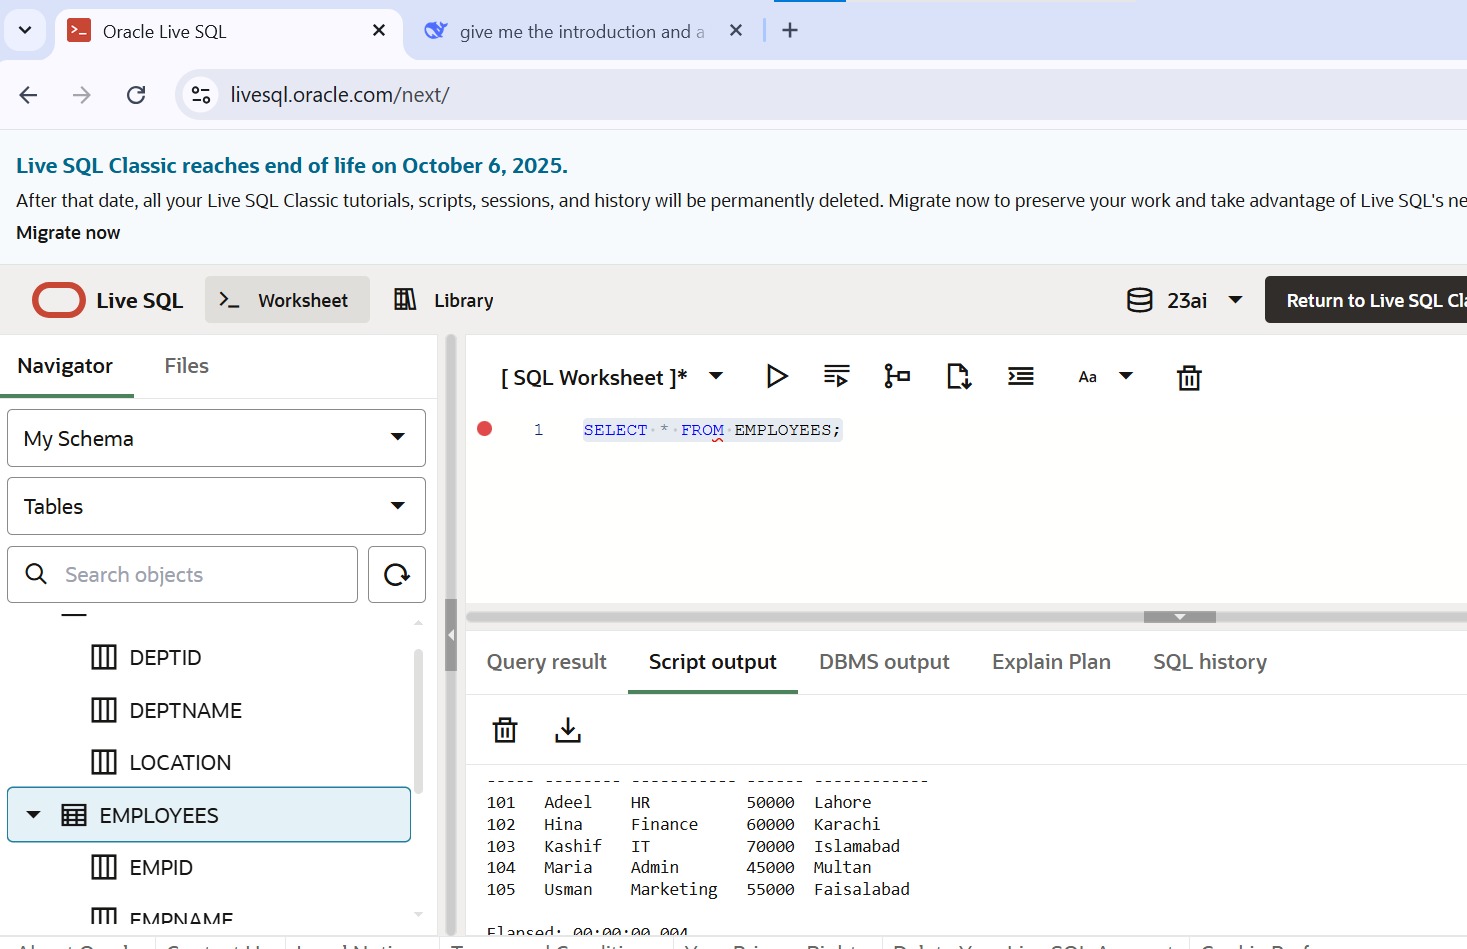 Oracle Live SQL
give me the introduction and a
livesql.oracle.com/next/
Live SQL Classic reaches end of life on October 6, 2025.
After that date, all your Live SQL Classic tutorials, scripts, sessions, and history will be permanently deleted. Migrate now to preserve your work and take advantage of Live SQL's ne
Migrate now
Live SQL
>_ Worksheet
Library
23ai
Return to Live SQL Cla
Navigator
Files
[ SQL Worksheet ]*
Aa
My Schema
1 SELECT * FROM EMPLOYEES;
Tables
Search objects
DEPTID
DEPTNAME
LOCATION
EMPLOYEES
EMPID
EMPNAME
Query result
Script output
DBMS output
Explain Plan
SQL history
----- -------- ----------- ------ ------------
101 Adeel HR 50000 Lahore
102 Hina Finance 60000 Karachi
103 Kashif IT 70000 Islamabad
104 Maria Admin 45000 Multan
105 Usman Marketing 55000 Faisalabad
Elapsed: 00:00:00.004